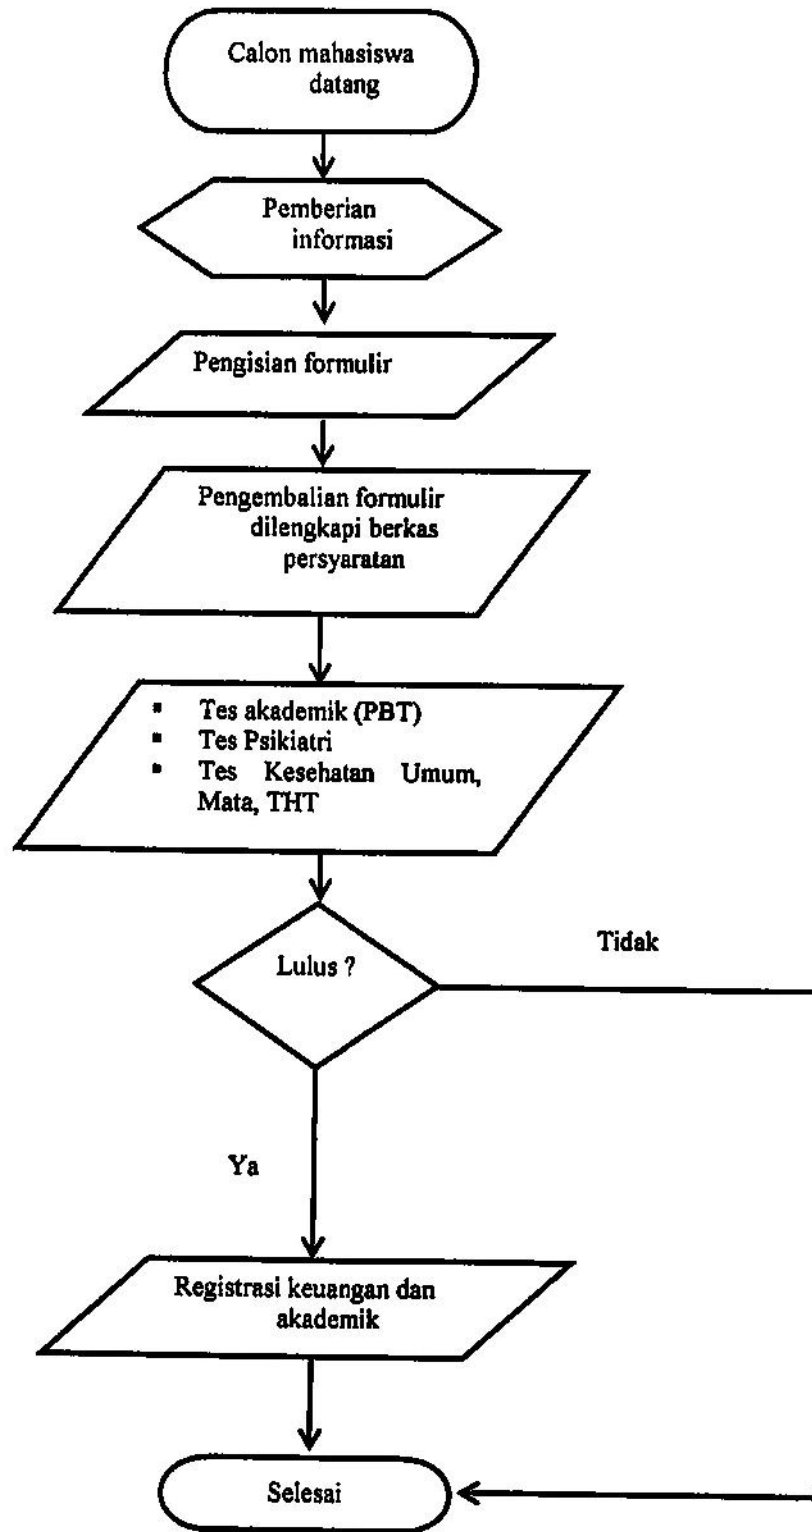 Calon mahasiswa
datang
Pemberian
informasi
Pengisian formulir
Pengembalian formulir
dilengkapi berkas
persyaratan
▪ Tes akademik (PBT)
▪ Tes Psikiatri
▪ Tes Kesehatan Umum,
Mata, THT
Lulus ?
Tidak
Ya
Registrasi keuangan dan
akademik
Selesai